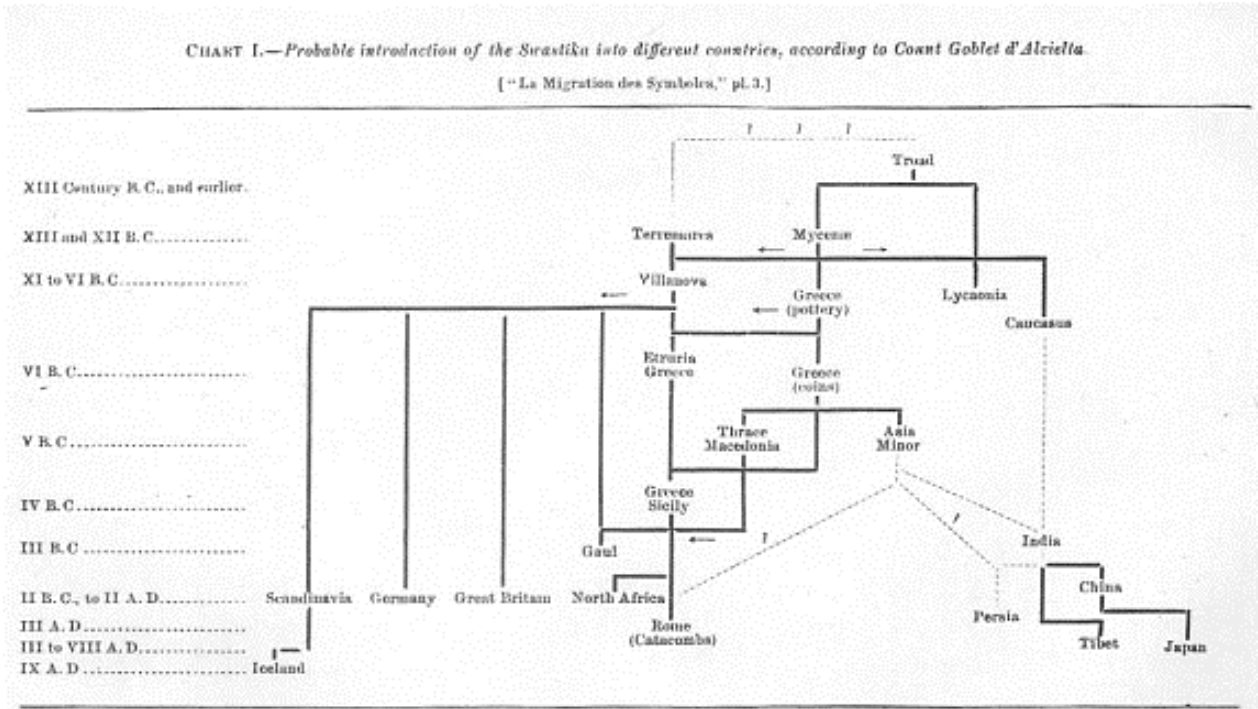 CHART I.—Probable introduction of the Swastika into different countries, according to Count Goblet d'Alviella.
["La Migration des Symboles," pl. 3.]
? ? ?
Troad
XIII Century B. C., and earlier.
XIII and XII B. C.
Terramares Mycenæ
XI to VI B. C.
Villanova
Greece
(pottery)
Lycaonia
Caucasus
VI B. C.
Etruria
Greece
Greece
(coins)
V B. C.
Thrace
Macedonia
Asia
Minor
IV B. C.
Greece
Sicily
III B. C.
Gaul
?
?
India
II B. C., to II A. D.
Scandinavia Germany Great Britain North Africa
China
III A. D.
Rome
(Catacombs)
Persia
III to VIII A. D.
Tibet Japan
IX A. D.
Iceland